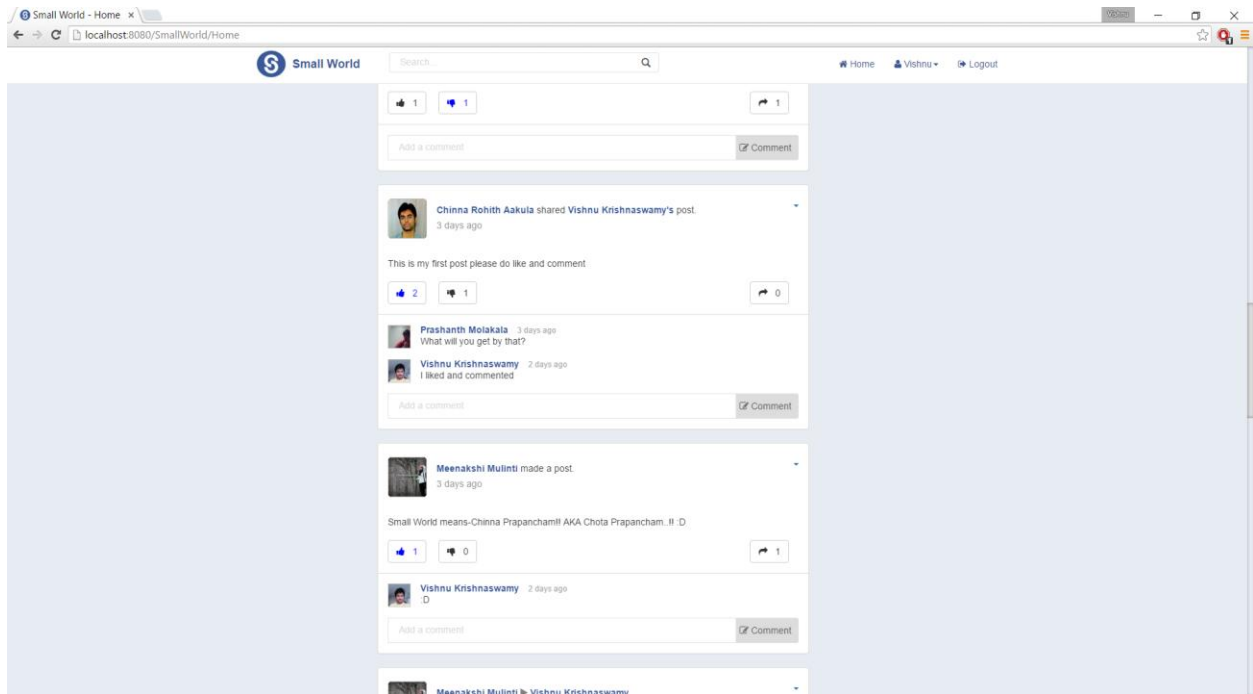 Small World - Home
Vishnu
localhost:8080/SmallWorld/Home
Small World
Search...
Home
Vishnu
Logout
1
1
1
Add a comment
Comment
Chinna Rohith Aakula shared Vishnu Krishnaswamy's post.
3 days ago
This is my first post please do like and comment
2
1
0
Prashanth Molakala 3 days ago
What will you get by that?
Vishnu Krishnaswamy 2 days ago
I liked and commented
Add a comment
Comment
Meenakshi Mulinti made a post.
3 days ago
Small World means-Chinna Prapancham!! AKA Chota Prapancham..!! :D
1
0
1
Vishnu Krishnaswamy 2 days ago
:D
Add a comment
Comment
Meenakshi Mulinti Vishnu Krishnaswamy